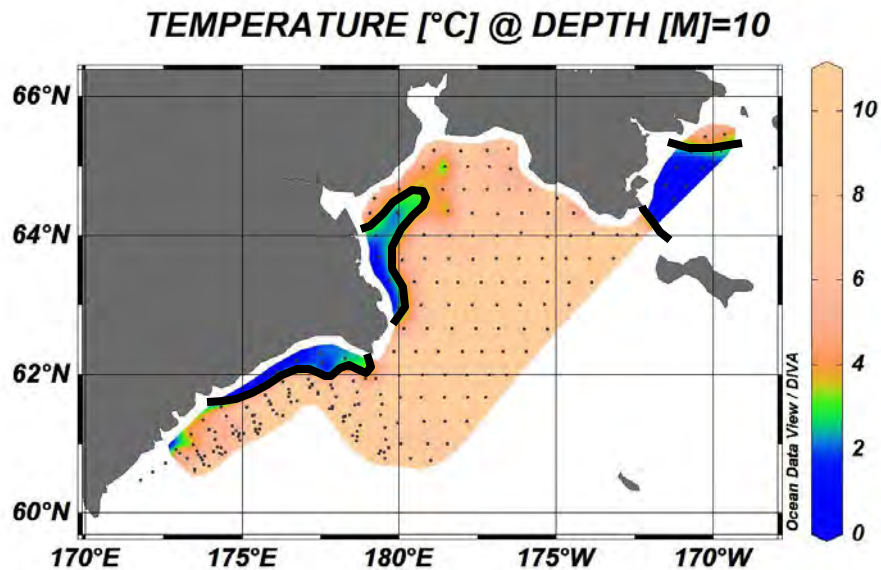 TEMPERATURE [°C] @ DEPTH [M]=10
66°N
64°N
62°N
60°N
170°E
175°E
180°E
175°W
170°W
10
8
6
4
2
0
Ocean Data View / DIVA